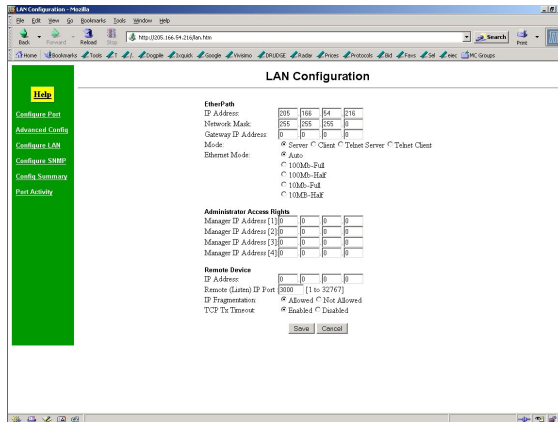 LAN Configuration - Mozilla
File Edit View Go Bookmarks Tools Window Help
Back Forward Reload Stop http://205.166.54.216/lan.htm Search Print
Home Bookmarks Tools Dogpile Ixquick Google Vivisimo DRUDGE Radar Prices Protocols Bid Favs Sel eiec MC Groups
LAN Configuration
Help
Configure Port
Advanced Config
Configure LAN
Configure SNMP
Config Summary
Port Activity
EtherPath
IP Address: 205 .166 .54 .216
Network Mask: 255 .255 .255 .0
Gateway IP Address: 0 .0 .0 .0
Mode: Server Client Telnet Server Telnet Client
Ethernet Mode: Auto
100Mb-Full
100Mb-Half
10Mb-Full
10MB-Half
Administrator Access Rights
Manager IP Address [1]: 0 .0 .0 .0
Manager IP Address [2]: 0 .0 .0 .0
Manager IP Address [3]: 0 .0 .0 .0
Manager IP Address [4]: 0 .0 .0 .0
Remote Device
IP Address: 0 .0 .0 .0
Remote (Listen) IP Port : 3000 [1 to 32767]
IP Fragmentation: Allowed Not Allowed
TCP Tx Timeout: Enabled Disabled
Save Cancel